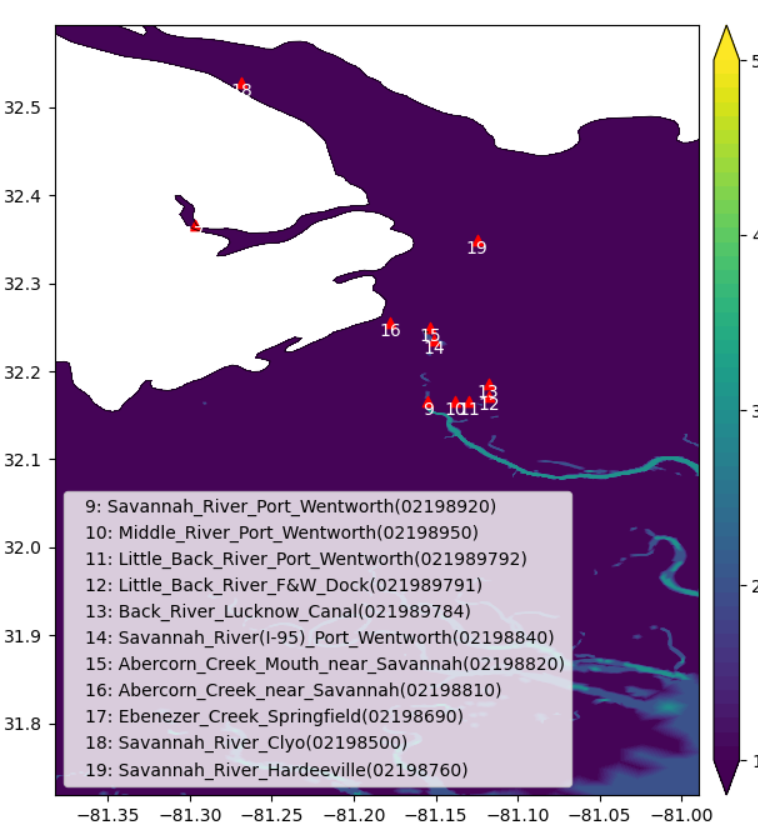 32.5
32.4
32.3
32.2
32.1
32.0
31.9
31.8
−81.35 −81.30 −81.25 −81.20 −81.15 −81.10 −81.05 −81.00
5
4
3
2
1
18
19
16
15
14
13
12
9
10
11
9: Savannah_River_Port_Wentworth(02198920)
10: Middle_River_Port_Wentworth(02198950)
11: Little_Back_River_Port_Wentworth(021989792)
12: Little_Back_River_F&W_Dock(021989791)
13: Back_River_Lucknow_Canal(021989784)
14: Savannah_River(I-95)_Port_Wentworth(02198840)
15: Abercorn_Creek_Mouth_near_Savannah(02198820)
16: Abercorn_Creek_near_Savannah(02198810)
17: Ebenezer_Creek_Springfield(02198690)
18: Savannah_River_Clyo(02198500)
19: Savannah_River_Hardeeville(02198760)